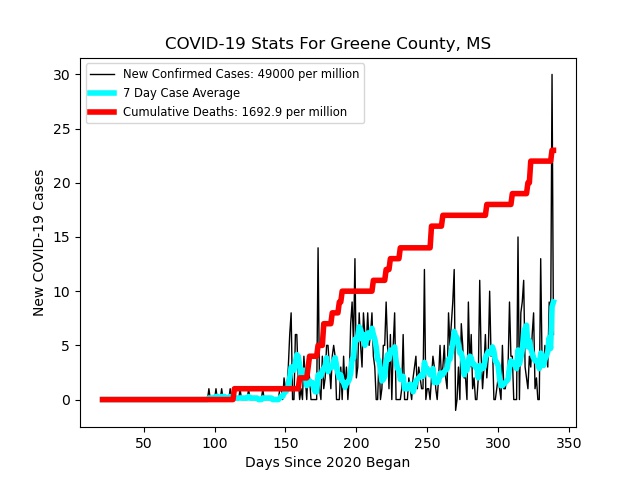 COVID-19 Stats For Greene County, MS
New Confirmed Cases: 49000 per million
7 Day Case Average
Cumulative Deaths: 1692.9 per million
New COVID-19 Cases
30
25
20
15
10
5
0
50 100 150 200 250 300 350
Days Since 2020 Began